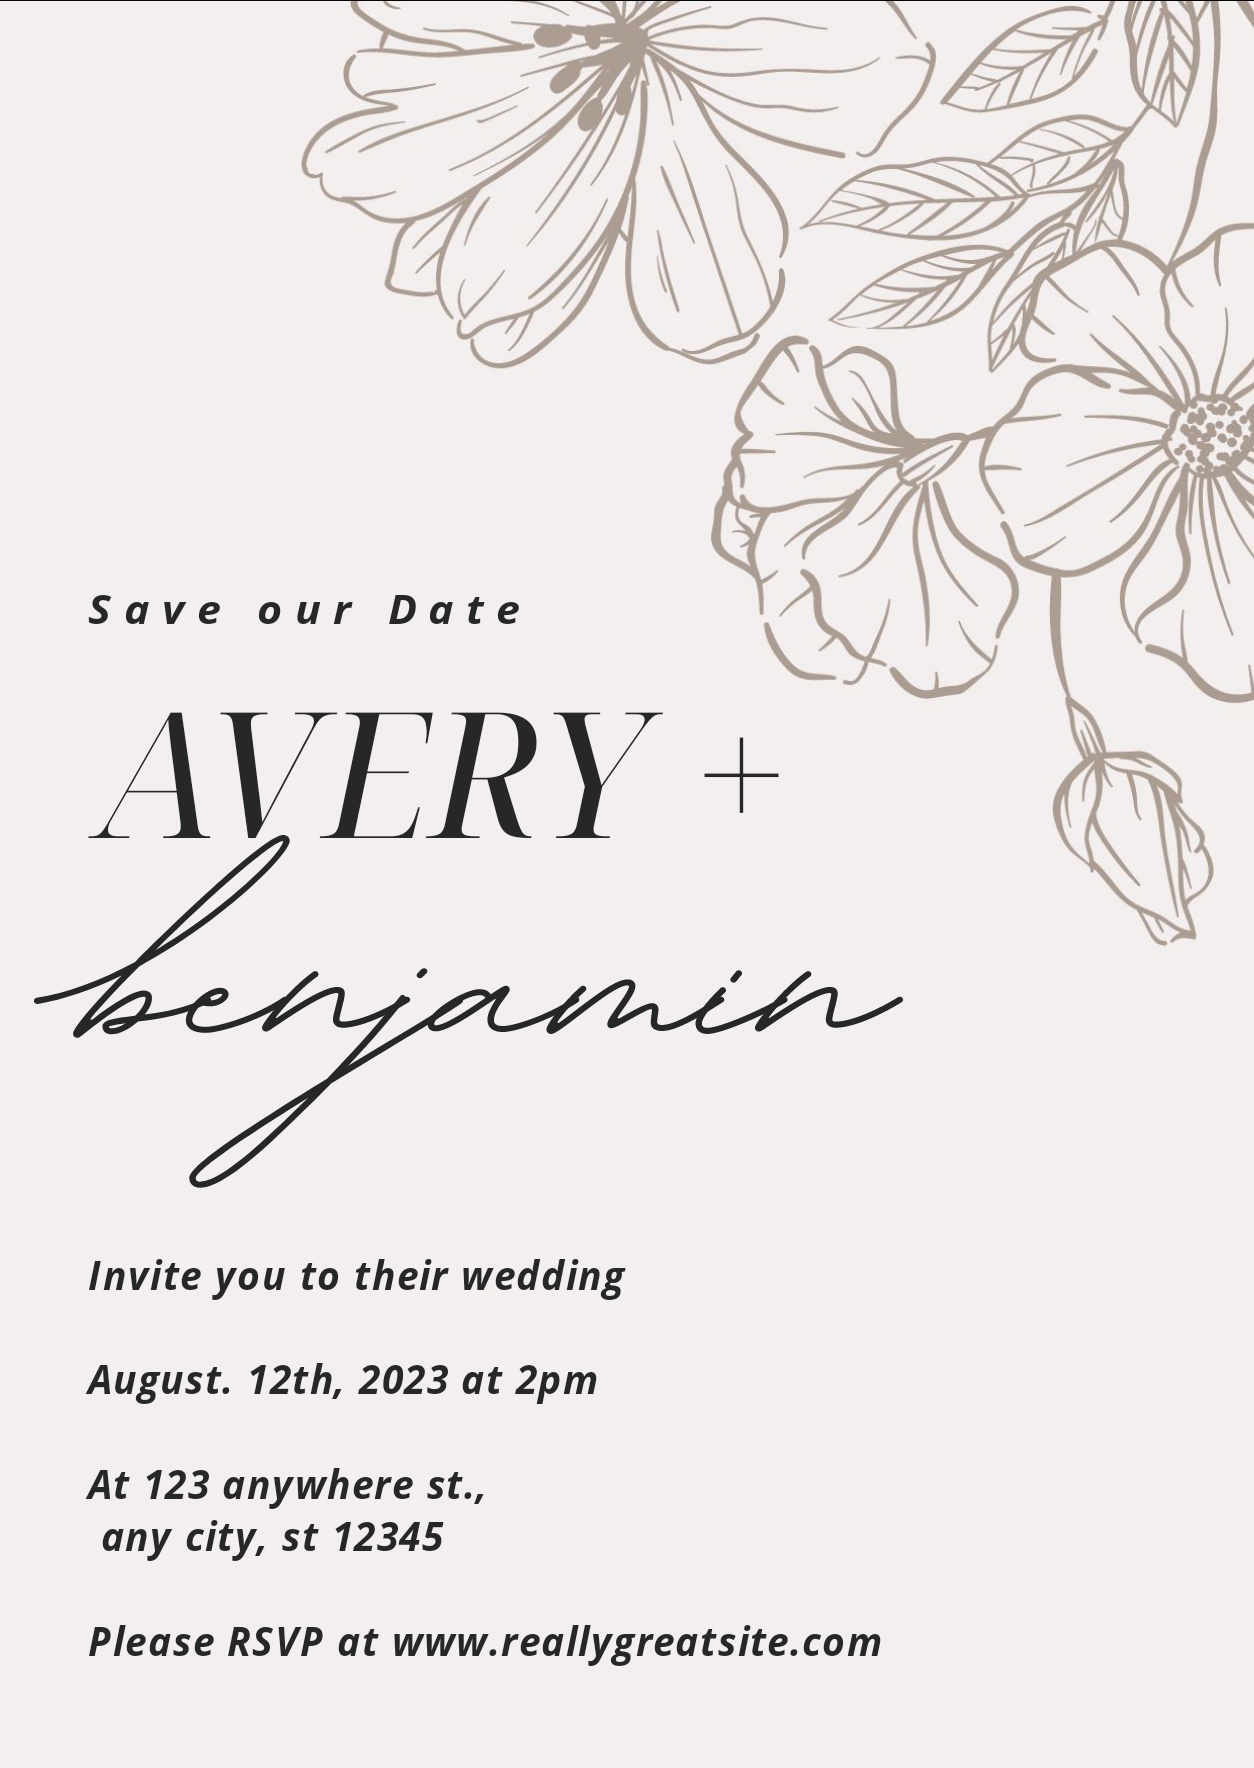 Save our Date
AVERY +
benjamin
Invite you to their wedding
August. 12th, 2023 at 2pm
At 123 anywhere st.,
any city, st 12345
Please RSVP at www.reallygreatsite.com